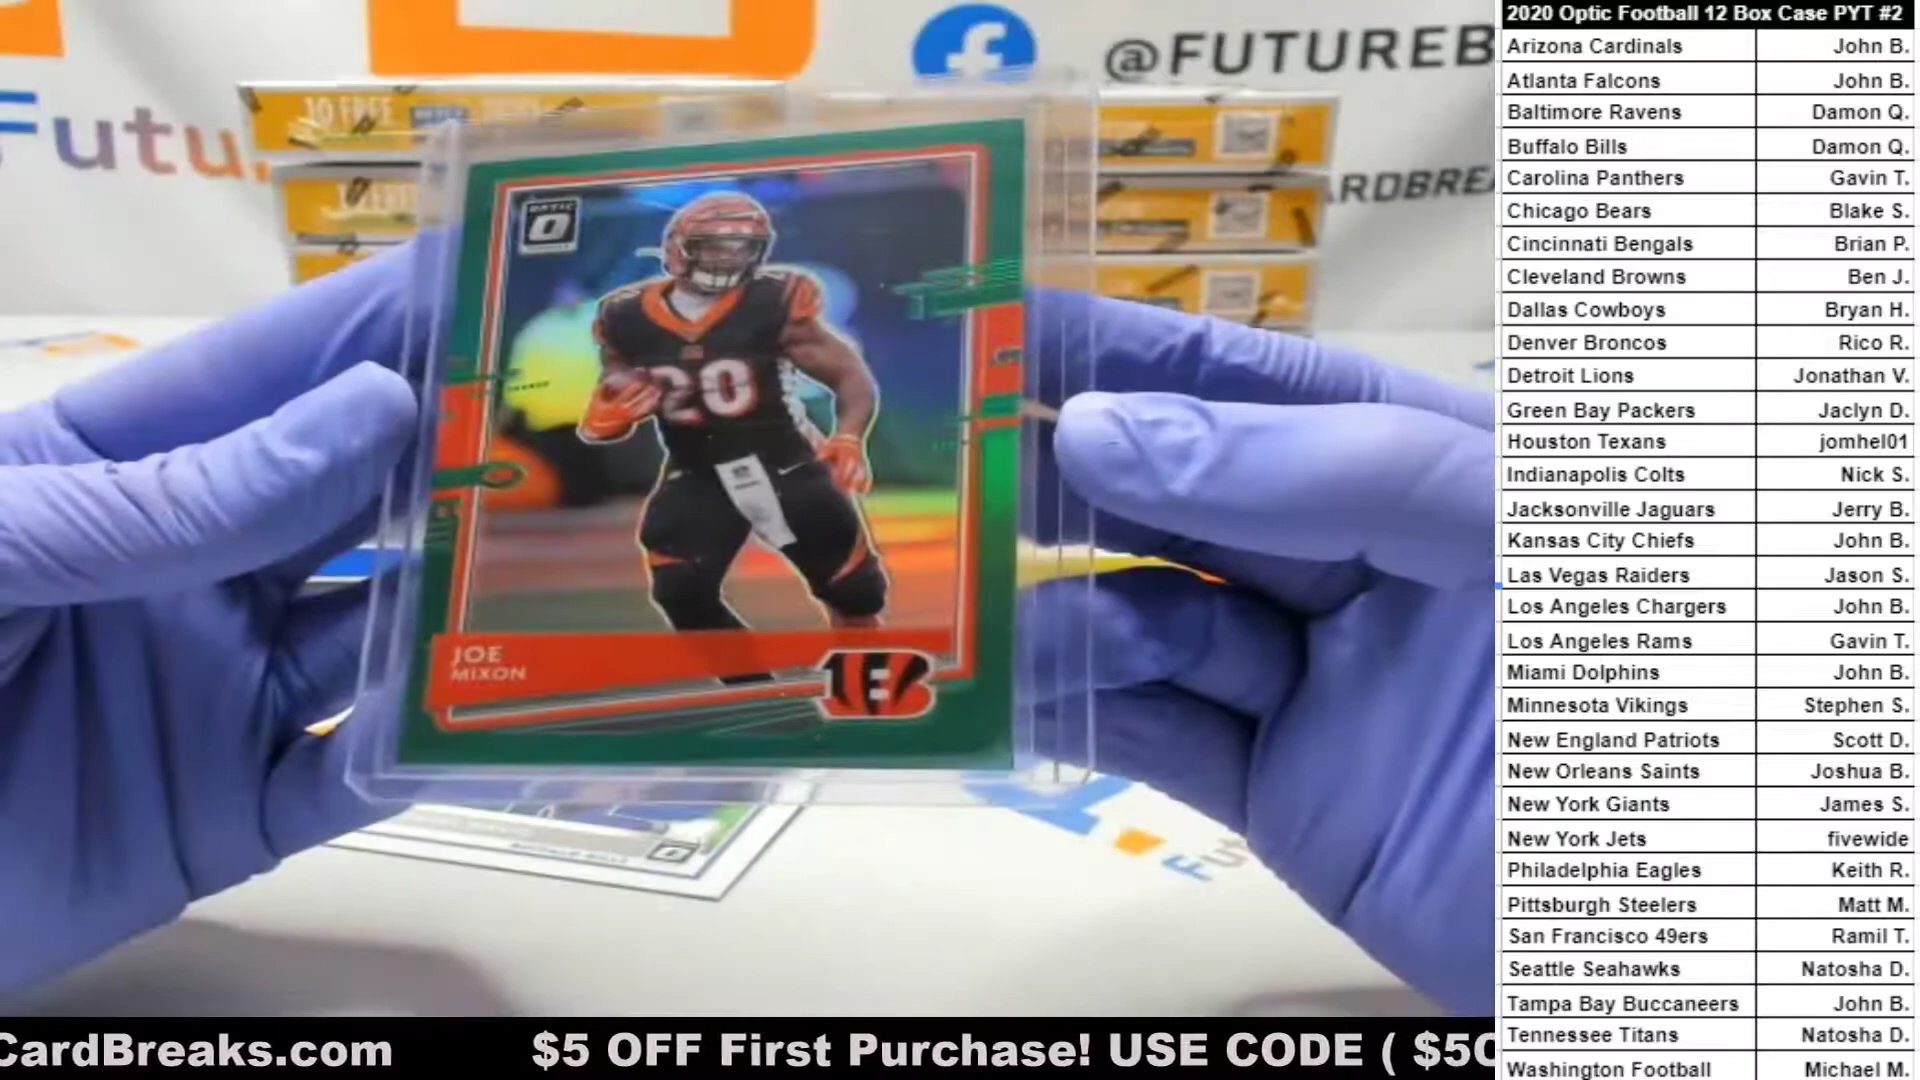 @FUTUREB
Futu
10 FREE
ARDBREA
OPTIC
O
20
JOE
MIXON
B
Fut
CardBreaks.com $5 OFF First Purchase! USE CODE ( $5O
2020 Optic Football 12 Box Case PYT #2
Arizona Cardinals John B.
Atlanta Falcons John B.
Baltimore Ravens Damon Q.
Buffalo Bills Damon Q.
Carolina Panthers Gavin T.
Chicago Bears Blake S.
Cincinnati Bengals Brian P.
Cleveland Browns Ben J.
Dallas Cowboys Bryan H.
Denver Broncos Rico R.
Detroit Lions Jonathan V.
Green Bay Packers Jaclyn D.
Houston Texans jomhel01
Indianapolis Colts Nick S.
Jacksonville Jaguars Jerry B.
Kansas City Chiefs John B.
Las Vegas Raiders Jason S.
Los Angeles Chargers John B.
Los Angeles Rams Gavin T.
Miami Dolphins John B.
Minnesota Vikings Stephen S.
New England Patriots Scott D.
New Orleans Saints Joshua B.
New York Giants James S.
New York Jets fivewide
Philadelphia Eagles Keith R.
Pittsburgh Steelers Matt M.
San Francisco 49ers Ramil T.
Seattle Seahawks Natosha D.
Tampa Bay Buccaneers John B.
Tennessee Titans Natosha D.
Washington Football Michael M.